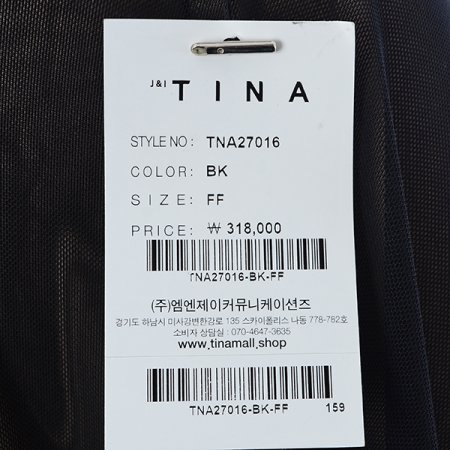 J&I TINA
STYLE NO : TNA27016
COLOR: BK
SIZE: FF
PRICE: ₩ 318,000
TNA27016-BK-FF
(주)엠엔제이커뮤니케이션즈
경기도 하남시 미사강변한강로 135 스카이폴리스 나동 778-782호
소비자 상담실 : 070-4647-3635
www.tinamall.shop
TNA27016-BK-FF 159